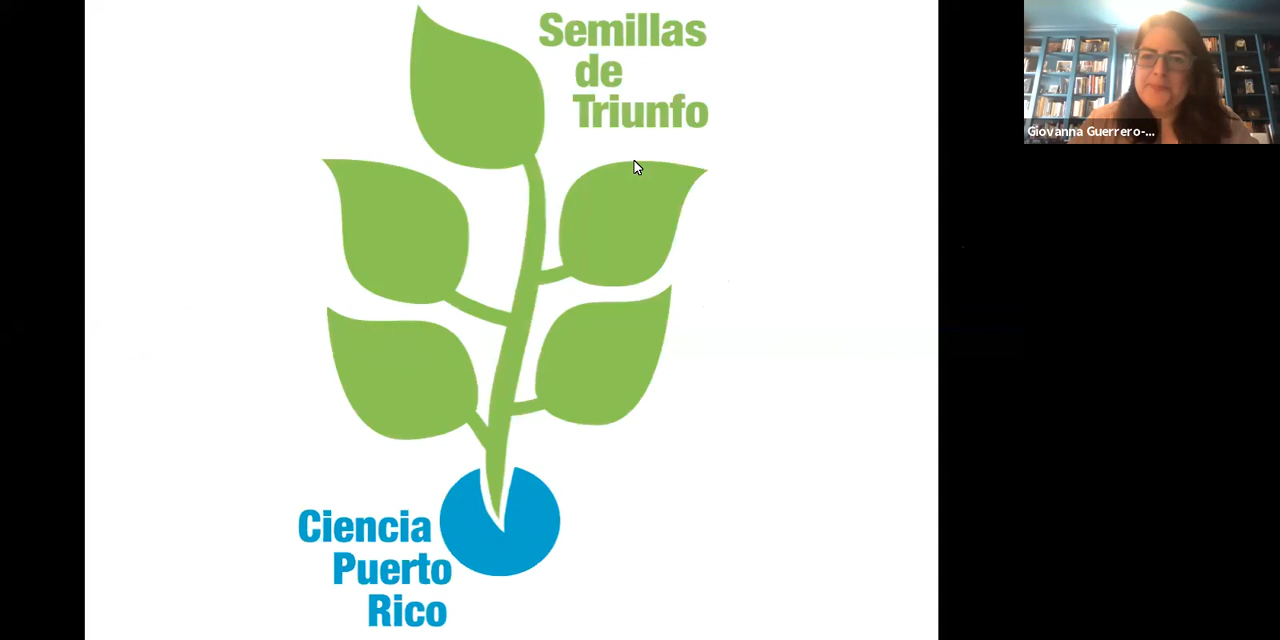 Semillas
de
Triunfo
Giovanna Guerrero-...
Ciencia
Puerto
Rico